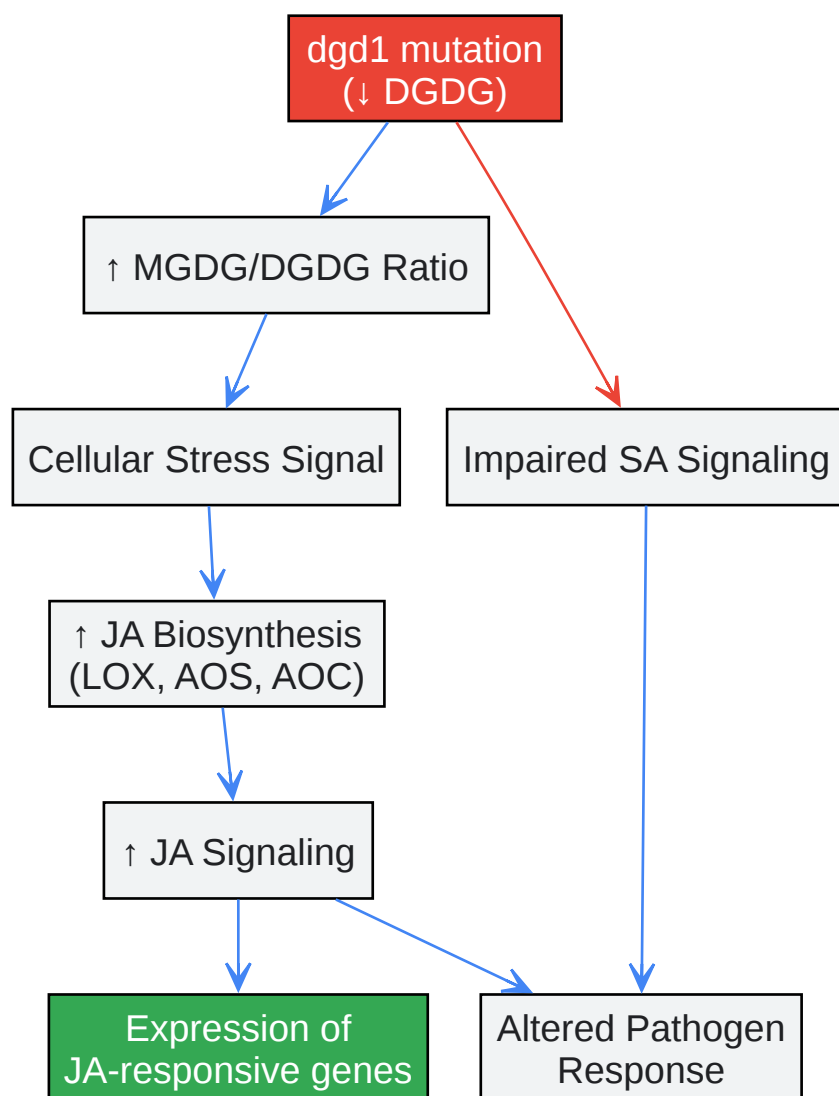 dgd1 mutation
(↓ DGDG)
↑ MGDG/DGDG Ratio
Cellular Stress Signal
Impaired SA Signaling
↑ JA Biosynthesis
(LOX, AOS, AOC)
↑ JA Signaling
Expression of
JA-responsive genes
Altered Pathogen
Response